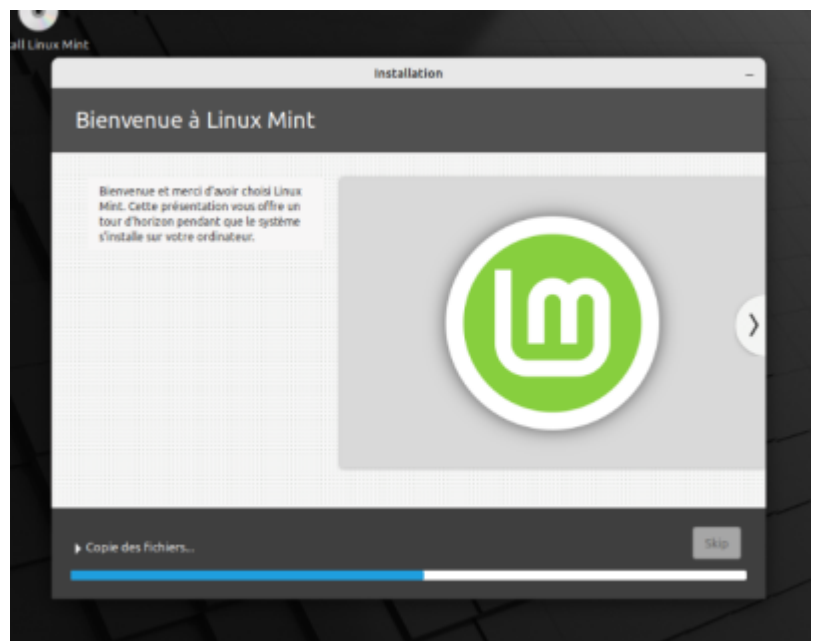 all Linux Mint
Installation
Bienvenue à Linux Mint
Bienvenue et merci d'avoir choisi Linux
Mint. Cette présentation vous offre un
tour d'horizon pendant que le système
s'installe sur votre ordinateur.
Copie des fichiers...
Skip